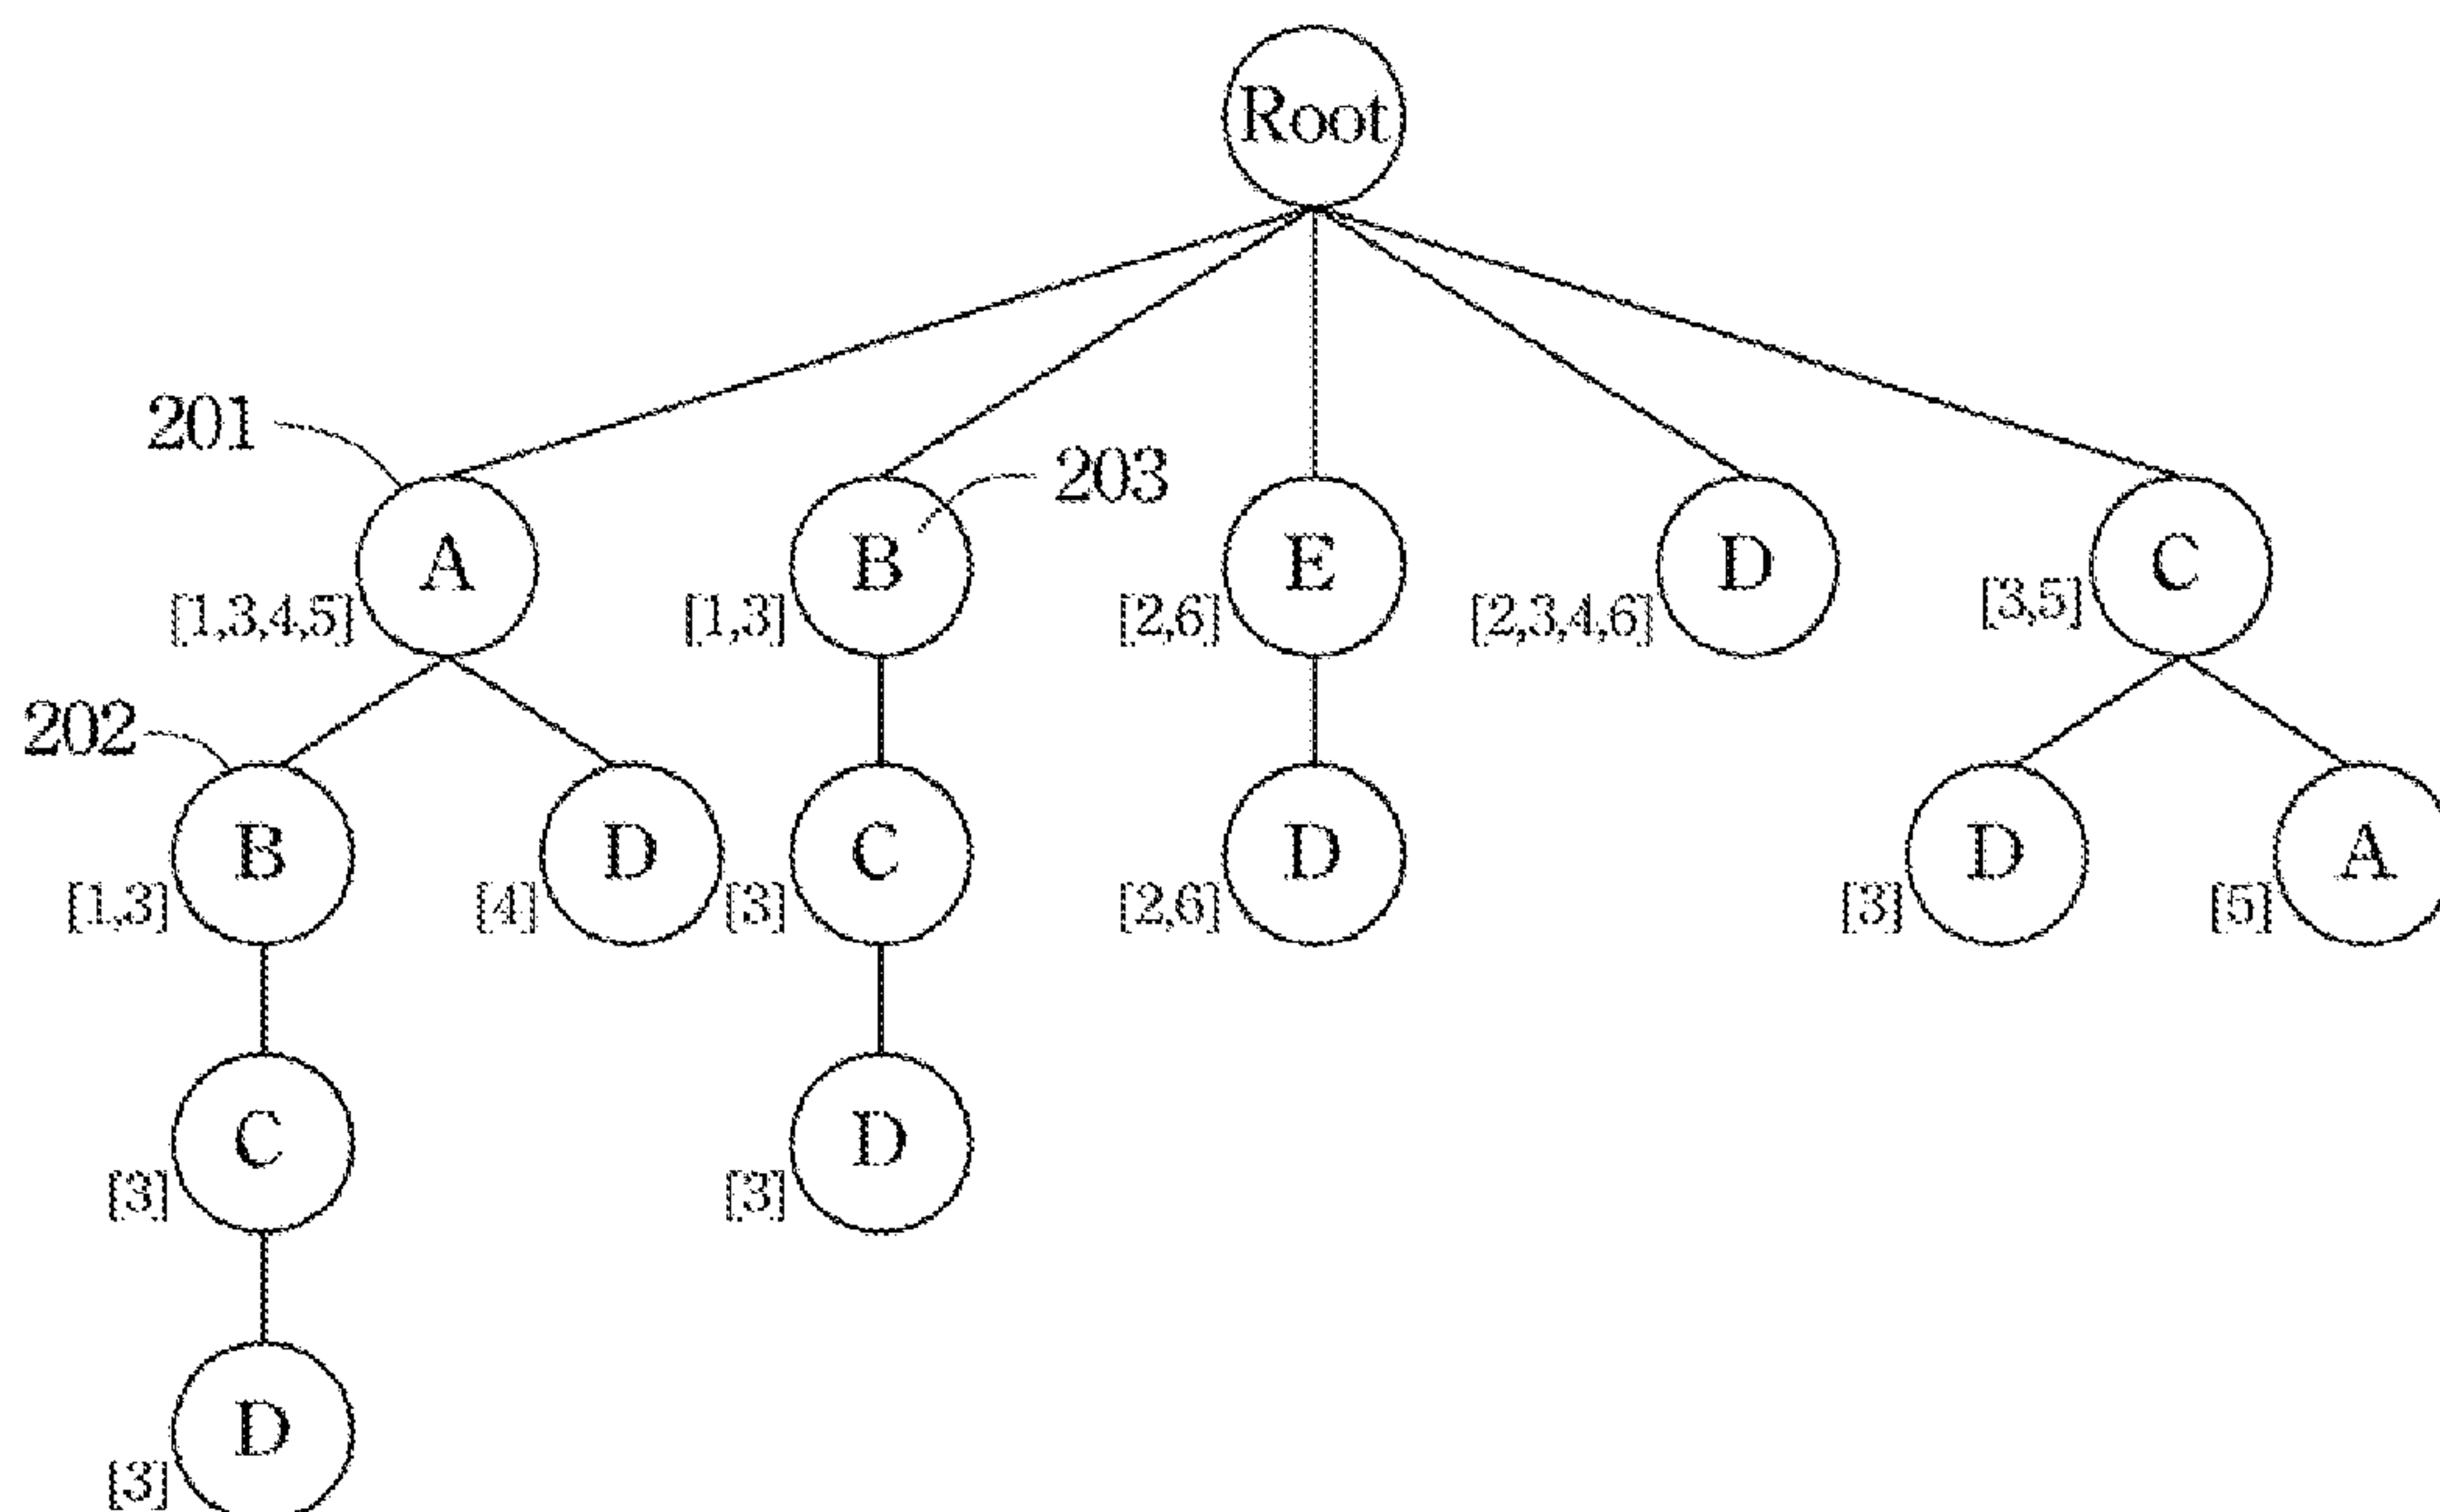 Root
201
203
A
B
E
D
C
[1,3,4,5]
[1,3]
[2,6]
[2,3,4,6]
[3,5]
202
B
D
C
D
D
A
[1,3]
[4]
[3]
[2,6]
[3]
[5]
C
D
[3]
[3]
D
[3]